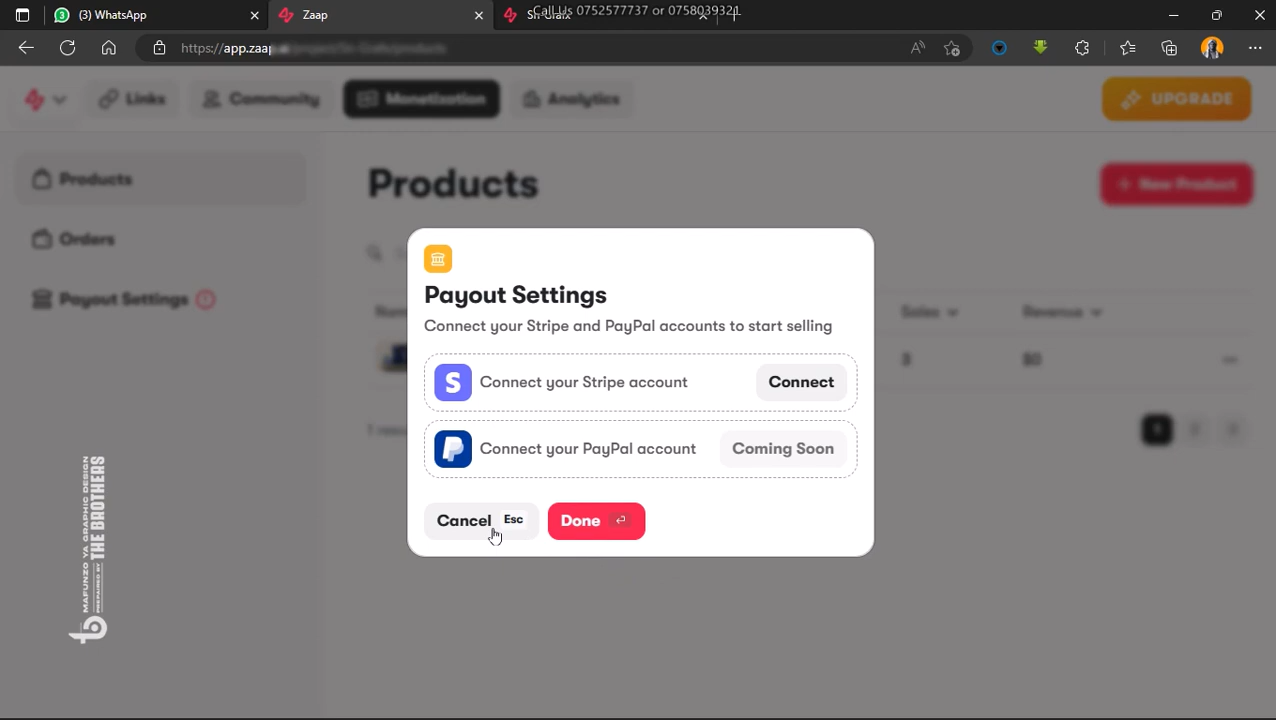 Call Us 0752577737 or 0758039321
(3) WhatsApp
Zaap
https://app.zaap
Links
Community
Monetization
Analytics
UPGRADE
Products
Orders
Payout Settings
Products
+ New Product
Sales
Revenue
3
$0
Payout Settings
Connect your Stripe and PayPal accounts to start selling
S Connect your Stripe account Connect
Connect your PayPal account Coming Soon
Cancel Esc Done
MAFUNZO YA GRAPHIC DESIGN
PREPARED BY THE BROTHERS